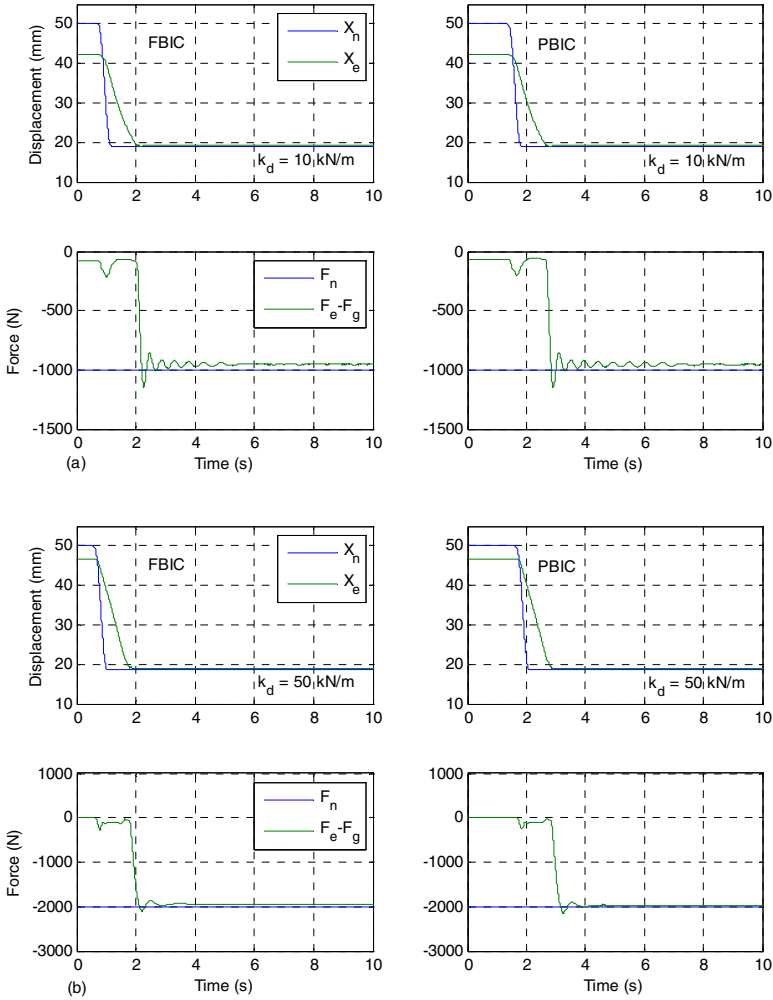 50
40
30
20
10
Displacement (mm)
FBIC
X_n
X_e
k_d = 10 kN/m
0 2 4 6 8 10
50
40
30
20
10
Displacement (mm)
PBIC
k_d = 10 kN/m
0 2 4 6 8 10
0
-500
-1000
-1500
Force (N)
F_n
F_e-F_g
0 2 4 6 8 10
(a)
Time (s)
0
-500
-1000
-1500
Force (N)
0 2 4 6 8 10
Time (s)
50
40
30
20
10
Displacement (mm)
FBIC
X_n
X_e
k_d = 50 kN/m
0 2 4 6 8 10
50
40
30
20
10
Displacement (mm)
PBIC
k_d = 50 kN/m
0 2 4 6 8 10
1000
0
-1000
-2000
-3000
Force (N)
F_n
F_e-F_g
0 2 4 6 8 10
(b)
Time (s)
1000
0
-1000
-2000
-3000
Force (N)
0 2 4 6 8 10
Time (s)